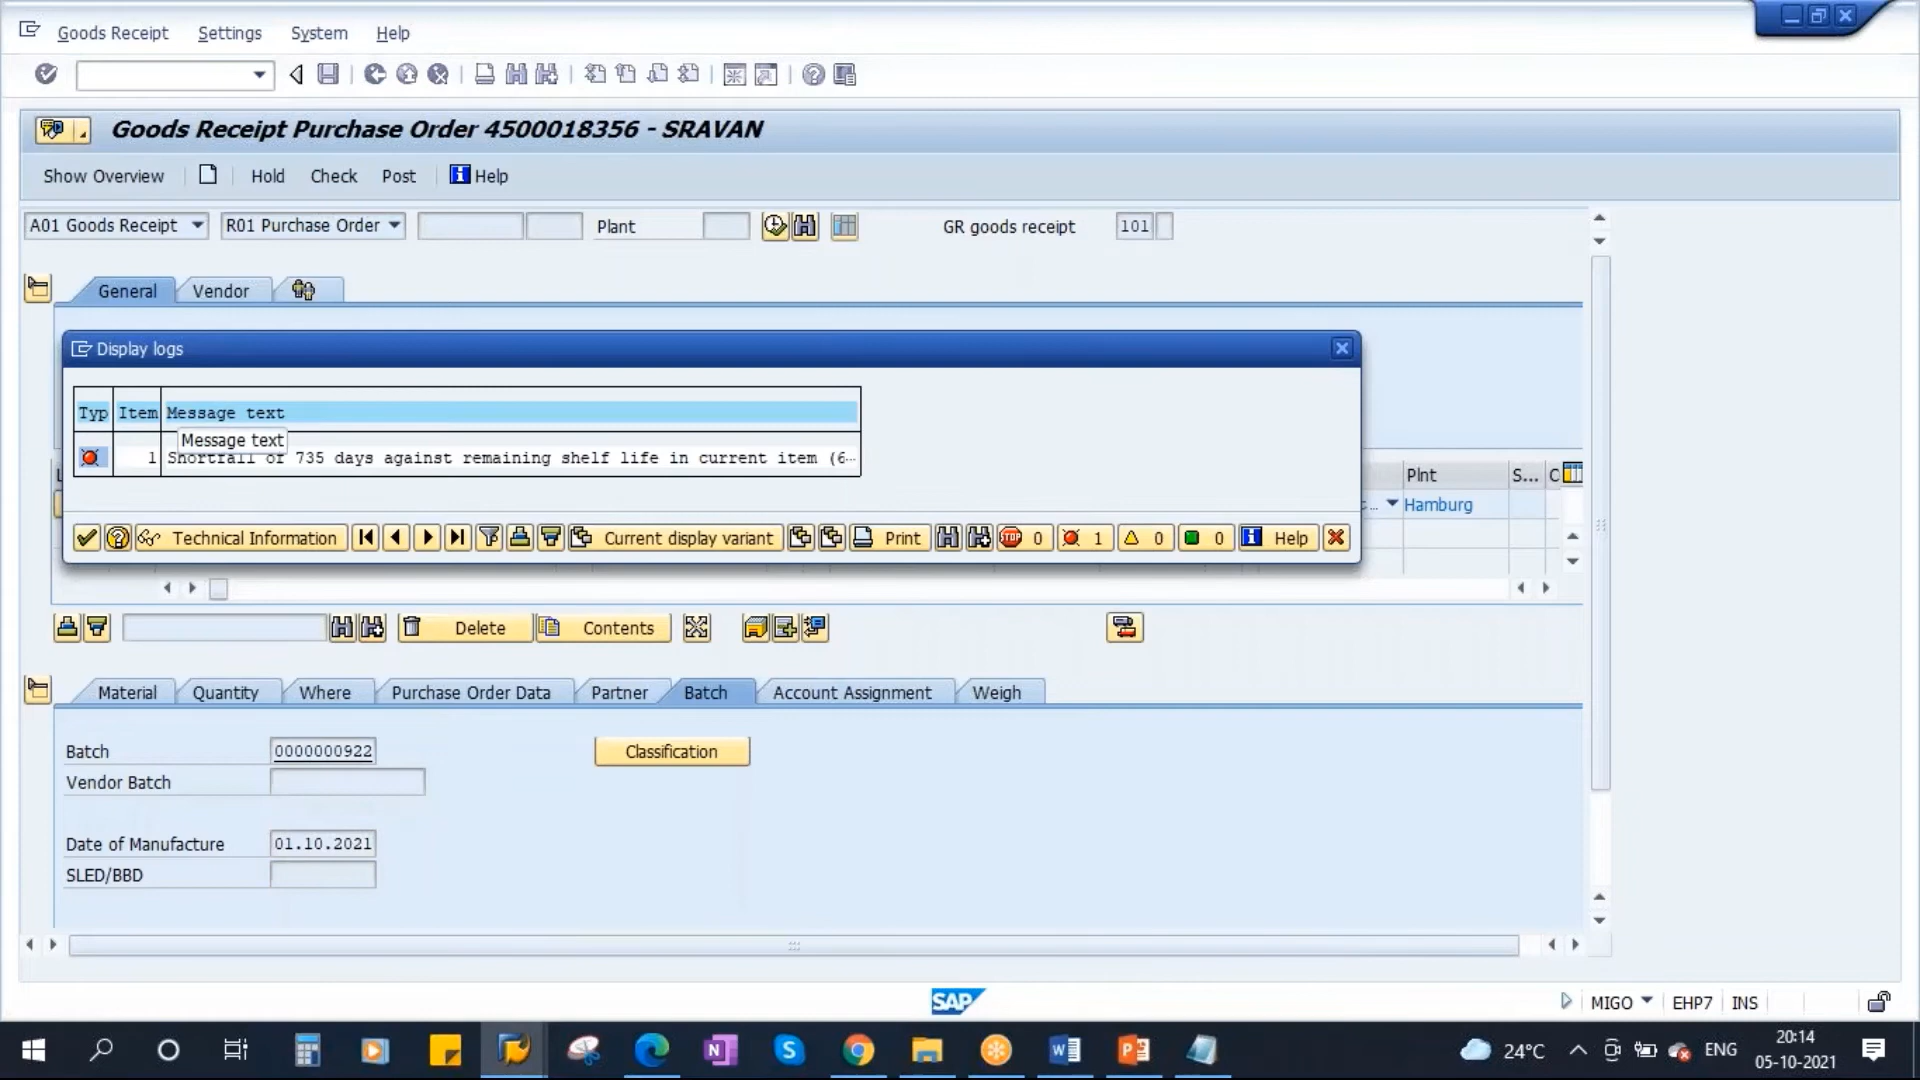 Goods Receipt Settings System Help
Goods Receipt Purchase Order 4500018356 - SRAVAN
Show Overview Hold Check Post Help
A01 Goods Receipt R01 Purchase Order Plant GR goods receipt 101
General Vendor
Display logs
Typ Item Message text
Message text
1 Shortfall of 735 days against remaining shelf life in current item (6…
Plnt S... C
Hamburg
Technical Information Current display variant Print STOP 0 1 0 0 Help
Delete Contents
Material Quantity Where Purchase Order Data Partner Batch Account Assignment Weigh
Batch 0000000922 Classification
Vendor Batch
Date of Manufacture 01.10.2021
SLED/BBD
SAP MIGO EHP7 INS
24°C ENG 20:14
05-10-2021